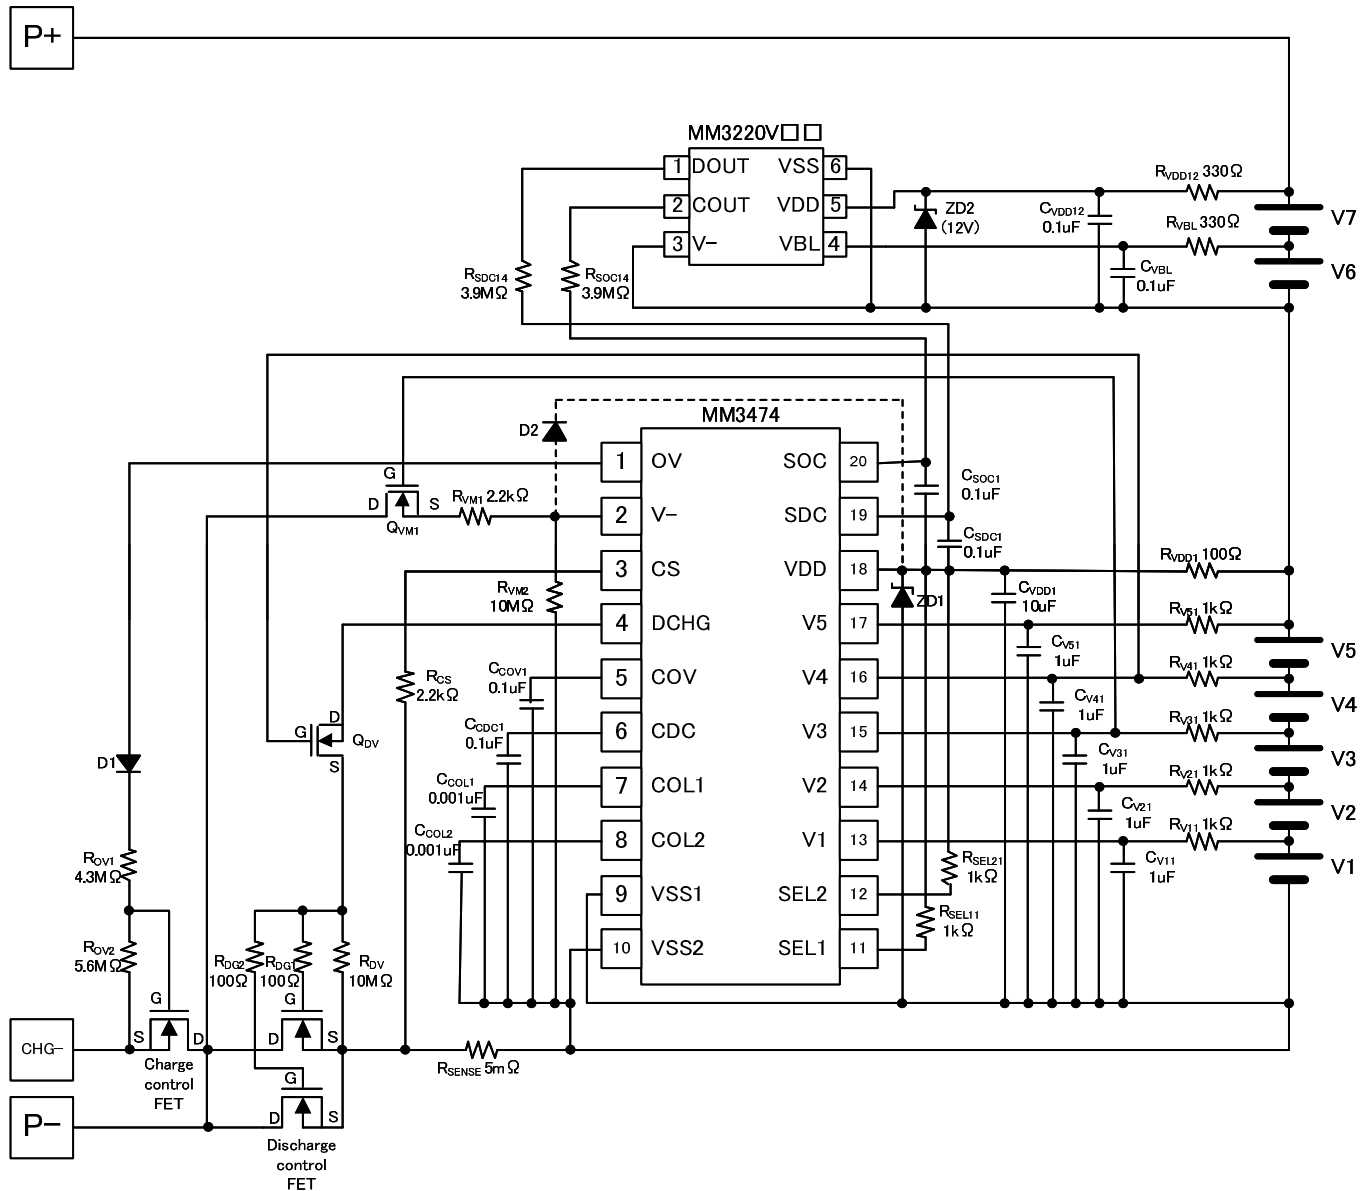 P+
MM3220V□□
1 DOUT VSS 6
2 COUT VDD 5
3 V- VBL 4
RSDC14
3.9MΩ
RSOC14
3.9MΩ
ZD2
(12V)
CVDD12
0.1uF
CVBL
0.1uF
RVDD12 330Ω
RVBL 330Ω
V7
V6
MM3474
D2
1 OV SOC 20
2 V- SDC 19
3 CS VDD 18
4 DCHG V5 17
5 COV V4 16
6 CDC V3 15
7 COL1 V2 14
8 COL2 V1 13
9 VSS1 SEL2 12
10 VSS2 SEL1 11
G
D
S
QVM1
RVM1 2.2kΩ
RVM2
10MΩ
CSOC1
0.1uF
CSDC1
0.1uF
ZD1
CVDD1
10uF
RVDD1 100Ω
RV51 1kΩ
CV51
1uF
V5
RV41 1kΩ
CV41
1uF
V4
RV31 1kΩ
CV31
1uF
V3
RV21 1kΩ
CV21
1uF
V2
RV11 1kΩ
CV11
1uF
V1
RCS
2.2kΩ
CCOV1
0.1uF
CCDC1
0.1uF
CCOL1
0.001uF
CCOL2
0.001uF
D
G
QDV
S
D1
ROV1
4.3MΩ
ROV2
5.6MΩ
RDG2
100Ω
RDG1
100Ω
RDV
10MΩ
RSEL21
1kΩ
RSEL11
1kΩ
G
S
D
G
D
S
CHG-
Charge
control
FET
RSENSE 5mΩ
G
D
S
P-
Discharge
control
FET